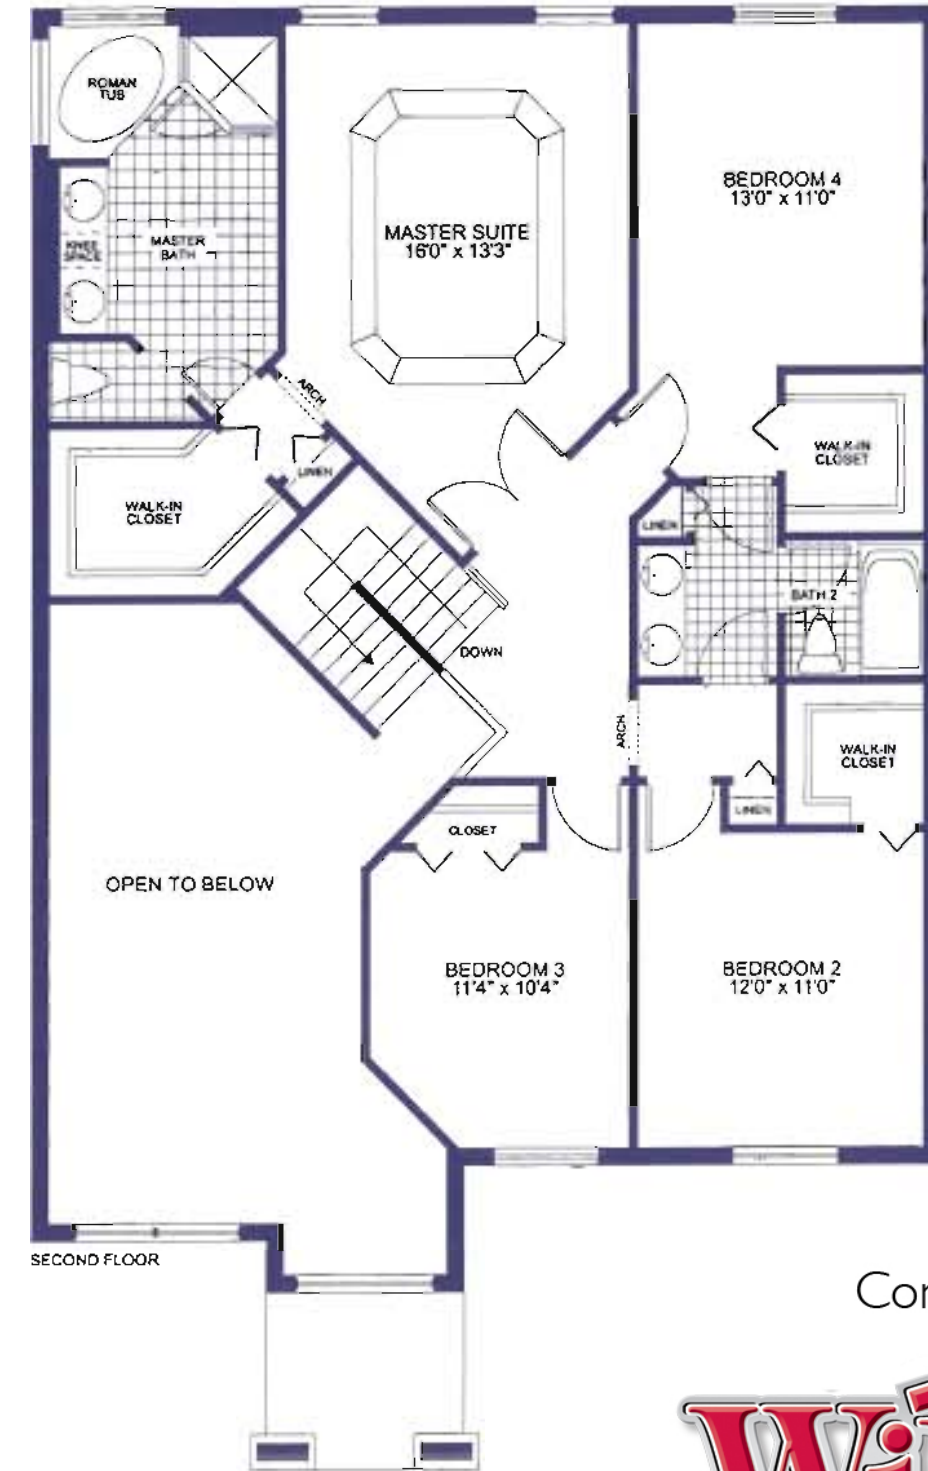 ROMAN
TUB
BEDROOM 4
13'0" x 11'0"
MASTER SUITE
16'0" x 13'3"
KNEE
SPACE
MASTER
BATH
ARCH
LINEN
WALK-IN
CLOSET
WALK-IN
CLOSET
LINEN
BATH 2
DOWN
ARCH
WALK-IN
CLOSET
LINEN
CLOSET
OPEN TO BELOW
BEDROOM 3
11'4" x 10'4"
BEDROOM 2
12'0" x 11'0"
SECOND FLOOR